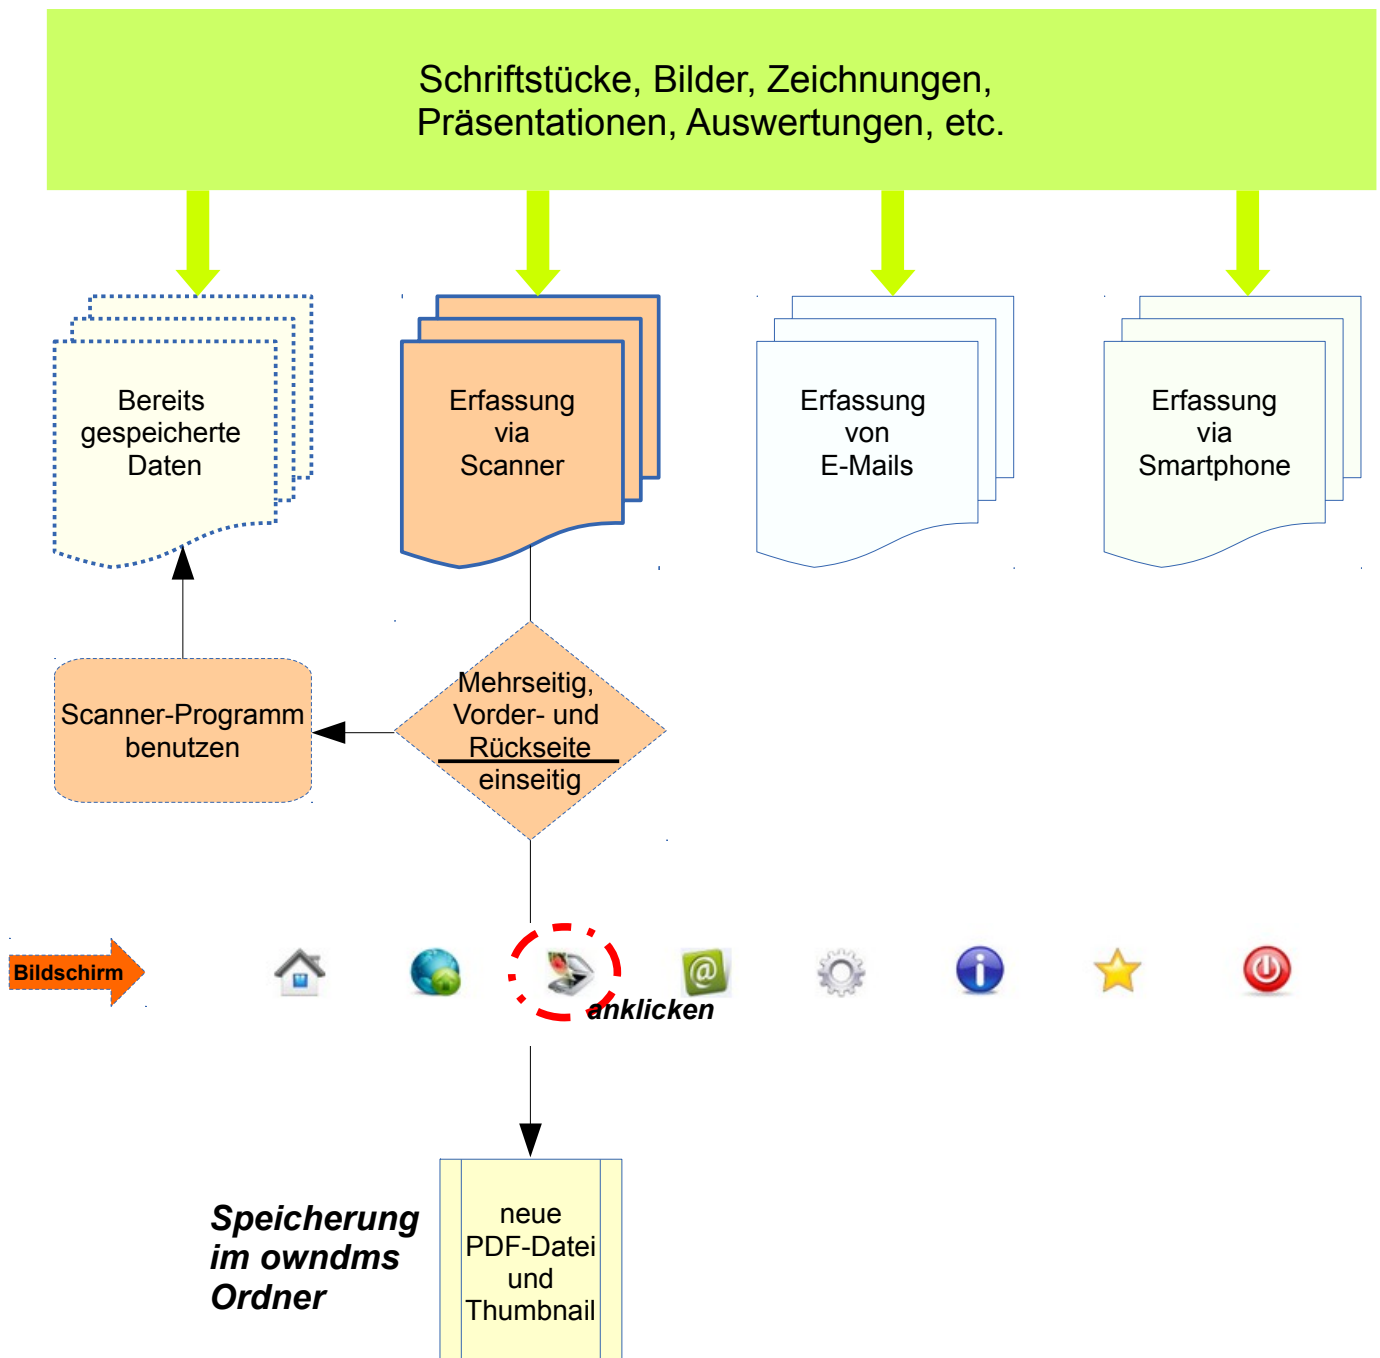 Schriftstücke, Bilder, Zeichnungen,
Präsentationen, Auswertungen, etc.
Bereits
gespeicherte
Daten
Erfassung
via
Scanner
Erfassung
von
E-Mails
Erfassung
via
Smartphone
Scanner-Programm
benutzen
Mehrseitig,
Vorder- und
Rückseite
einseitig
Bildschirm
@
anklicken
Speicherung
im owndms
Ordner
neue
PDF-Datei
und
Thumbnail